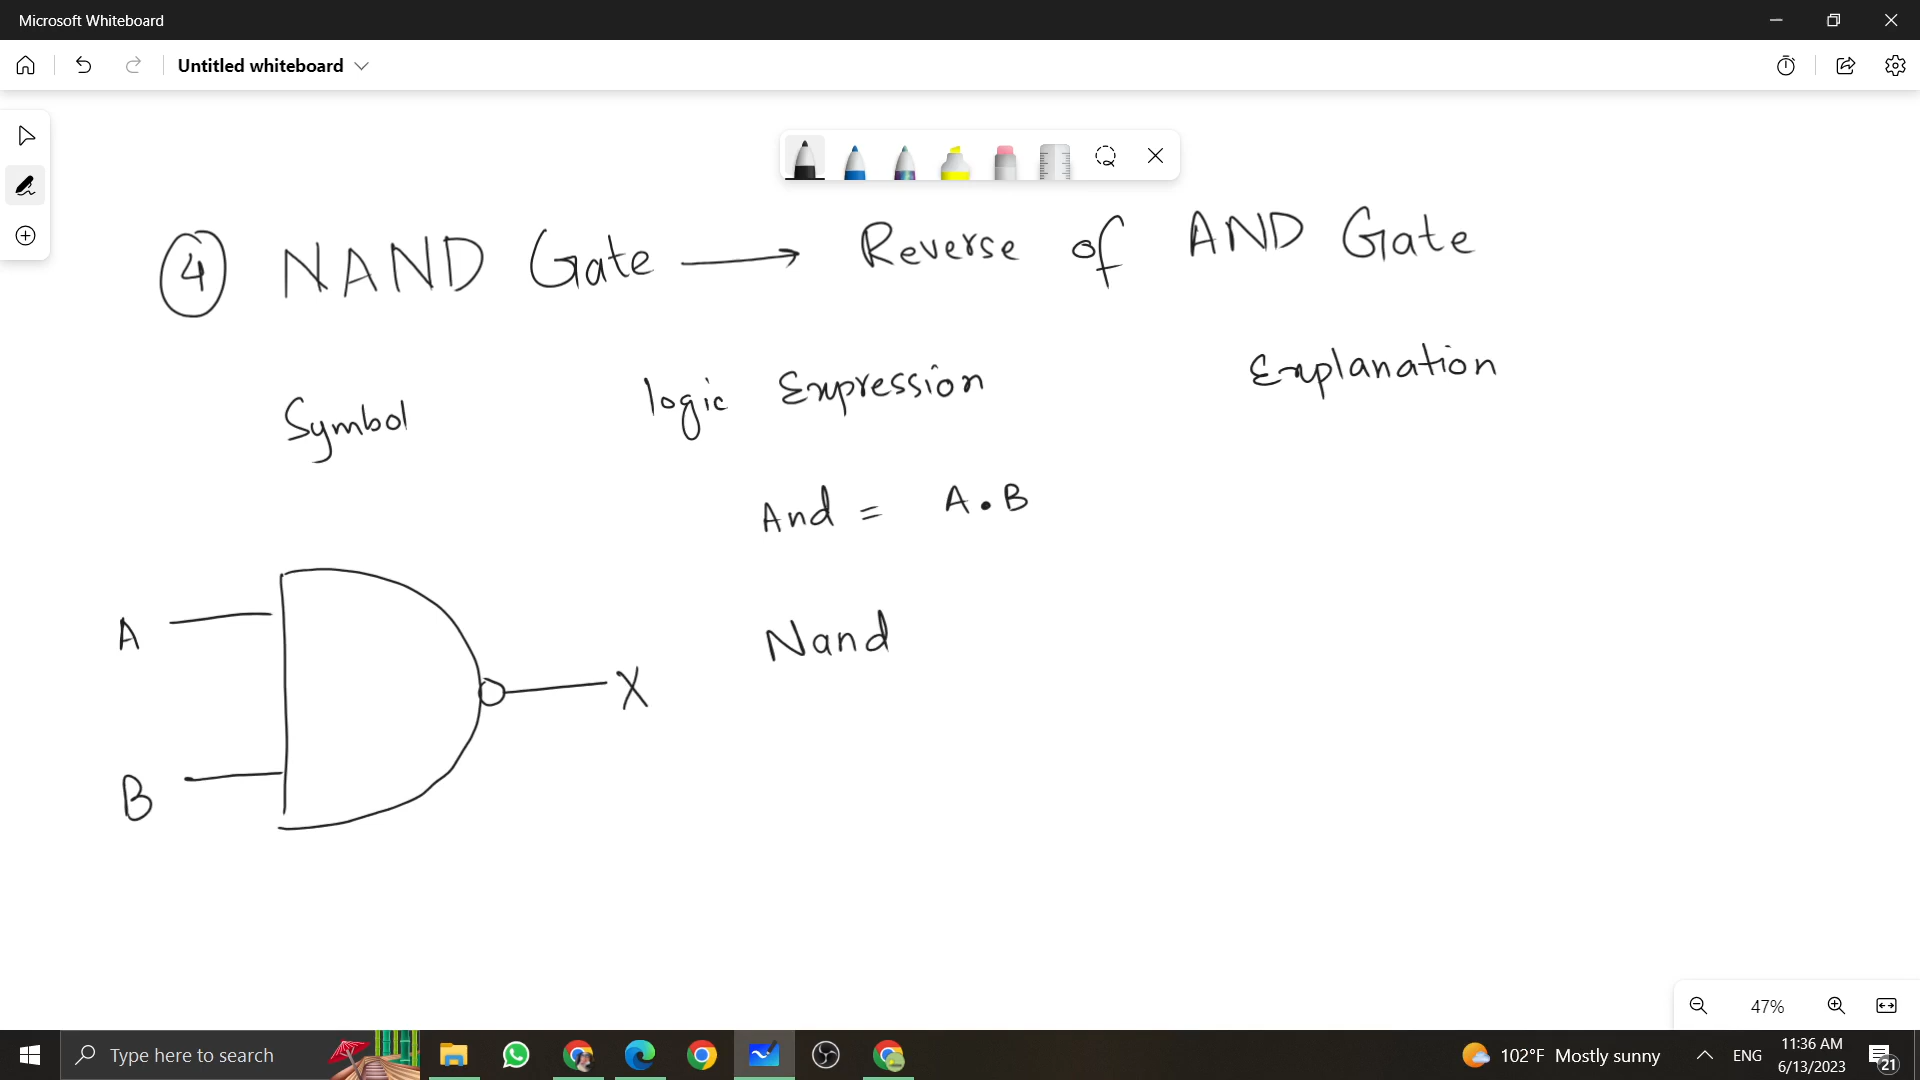 Microsoft Whiteboard
Untitled whiteboard
④ NAND Gate → Reverse of AND Gate
Symbol logic Expression Explanation
And = A.B
A
Nand
X
B
47%
Type here to search
102°F Mostly sunny
ENG
11:36 AM
6/13/2023
21